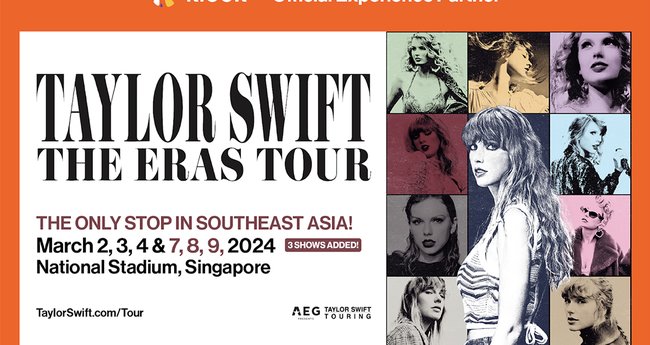 TAYLOR SWIFT
THE ERAS TOUR
THE ONLY STOP IN SOUTHEAST ASIA!
March 2, 3, 4 & 7, 8, 9, 2024 3 SHOWS ADDED!
National Stadium, Singapore
TaylorSwift.com/Tour
AEG PRESENTS TAYLOR SWIFT TOURING